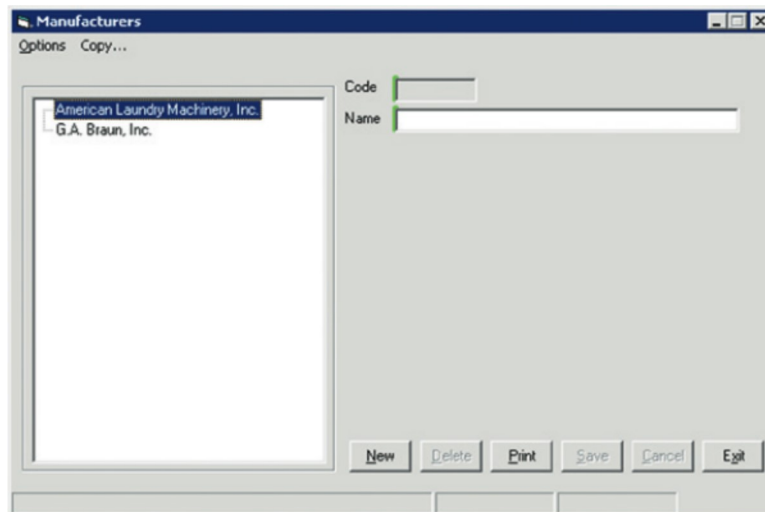 Manufacturers
Options Copy...
American Laundry Machinery, Inc.
G.A. Braun, Inc.
Code
Name
New Delete Print Save Cancel Exit